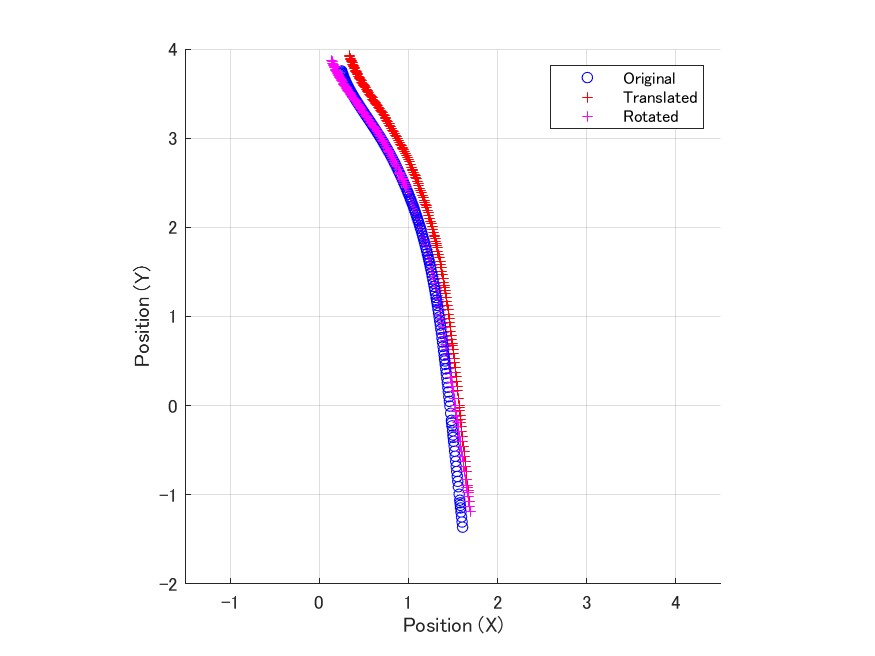 4
3
2
1
0
−1
−2
Position (Y)
Original
Translated
Rotated
−1 0 1 2 3 4
Position (X)